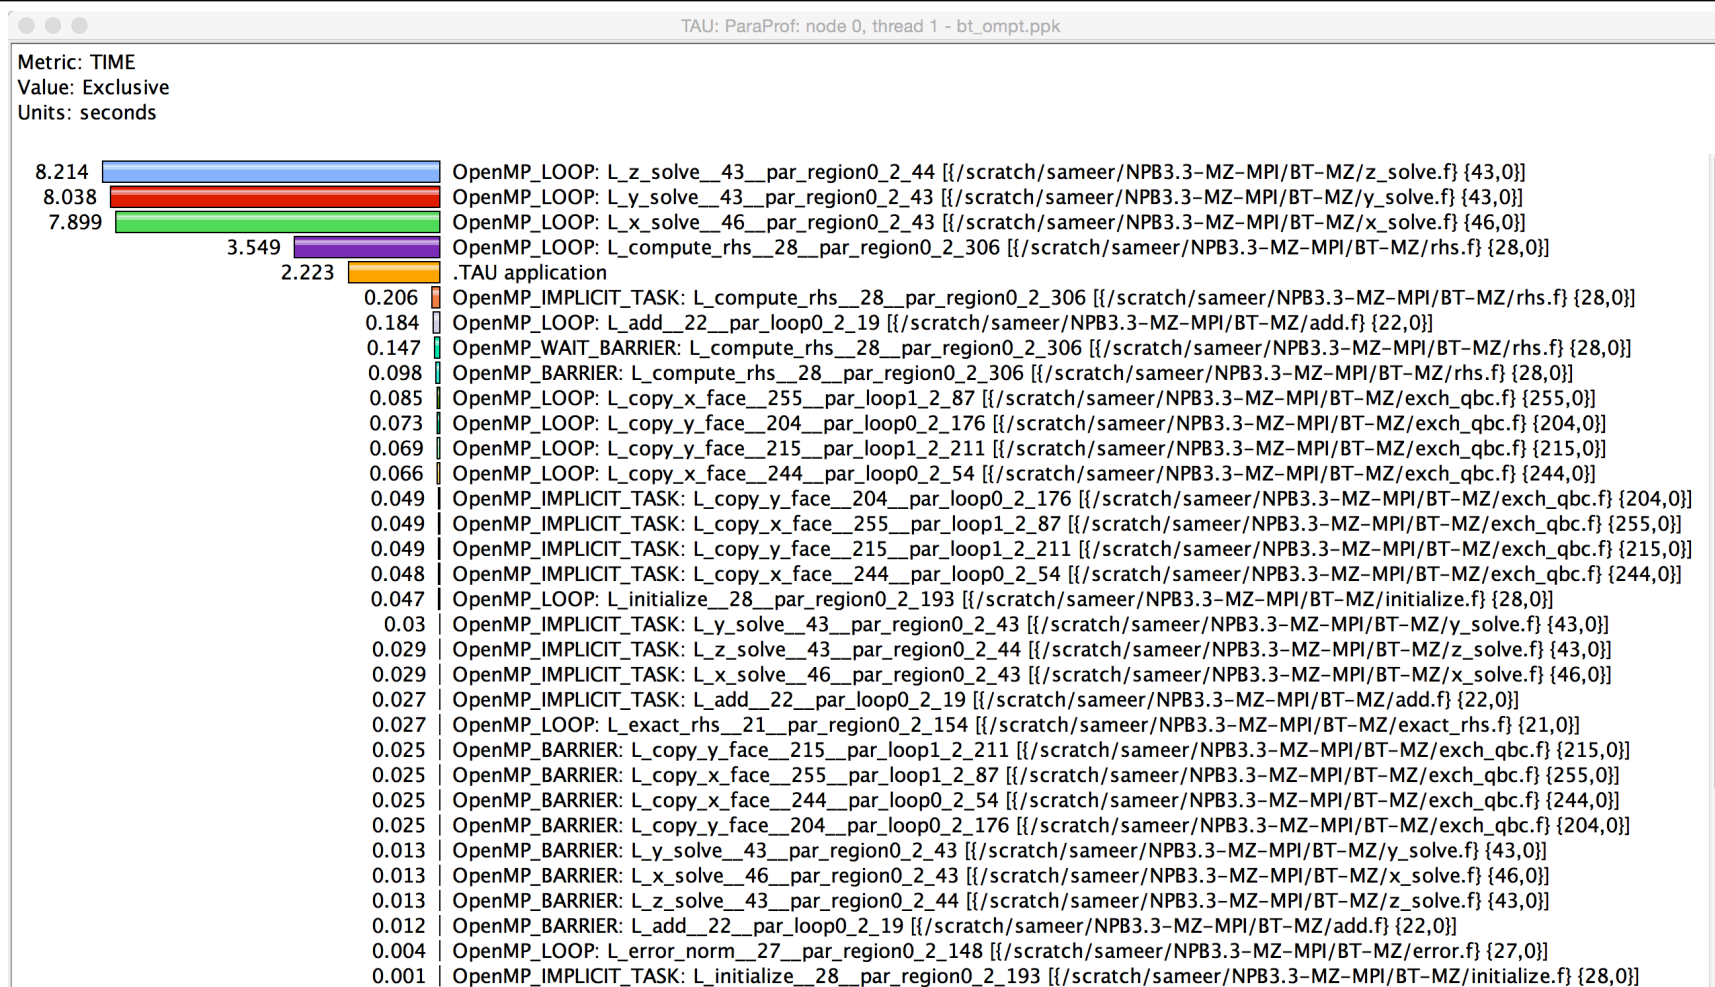 TAU: ParaProf: node 0, thread 1 - bt_ompt.ppk
Metric: TIME
Value: Exclusive
Units: seconds
8.214 OpenMP_LOOP: L_z_solve__43__par_region0_2_44 [{/scratch/sameer/NPB3.3-MZ-MPI/BT-MZ/z_solve.f} {43,0}]
8.038 OpenMP_LOOP: L_y_solve__43__par_region0_2_43 [{/scratch/sameer/NPB3.3-MZ-MPI/BT-MZ/y_solve.f} {43,0}]
7.899 OpenMP_LOOP: L_x_solve__46__par_region0_2_43 [{/scratch/sameer/NPB3.3-MZ-MPI/BT-MZ/x_solve.f} {46,0}]
3.549 OpenMP_LOOP: L_compute_rhs__28__par_region0_2_306 [{/scratch/sameer/NPB3.3-MZ-MPI/BT-MZ/rhs.f} {28,0}]
2.223 .TAU application
0.206 OpenMP_IMPLICIT_TASK: L_compute_rhs__28__par_region0_2_306 [{/scratch/sameer/NPB3.3-MZ-MPI/BT-MZ/rhs.f} {28,0}]
0.184 OpenMP_LOOP: L_add__22__par_loop0_2_19 [{/scratch/sameer/NPB3.3-MZ-MPI/BT-MZ/add.f} {22,0}]
0.147 OpenMP_WAIT_BARRIER: L_compute_rhs__28__par_region0_2_306 [{/scratch/sameer/NPB3.3-MZ-MPI/BT-MZ/rhs.f} {28,0}]
0.098 OpenMP_BARRIER: L_compute_rhs__28__par_region0_2_306 [{/scratch/sameer/NPB3.3-MZ-MPI/BT-MZ/rhs.f} {28,0}]
0.085 OpenMP_LOOP: L_copy_x_face__255__par_loop1_2_87 [{/scratch/sameer/NPB3.3-MZ-MPI/BT-MZ/exch_qbc.f} {255,0}]
0.073 OpenMP_LOOP: L_copy_y_face__204__par_loop0_2_176 [{/scratch/sameer/NPB3.3-MZ-MPI/BT-MZ/exch_qbc.f} {204,0}]
0.069 OpenMP_LOOP: L_copy_y_face__215__par_loop1_2_211 [{/scratch/sameer/NPB3.3-MZ-MPI/BT-MZ/exch_qbc.f} {215,0}]
0.066 OpenMP_LOOP: L_copy_x_face__244__par_loop0_2_54 [{/scratch/sameer/NPB3.3-MZ-MPI/BT-MZ/exch_qbc.f} {244,0}]
0.049 OpenMP_IMPLICIT_TASK: L_copy_y_face__204__par_loop0_2_176 [{/scratch/sameer/NPB3.3-MZ-MPI/BT-MZ/exch_qbc.f} {204,0}]
0.049 OpenMP_IMPLICIT_TASK: L_copy_x_face__255__par_loop1_2_87 [{/scratch/sameer/NPB3.3-MZ-MPI/BT-MZ/exch_qbc.f} {255,0}]
0.049 OpenMP_IMPLICIT_TASK: L_copy_y_face__215__par_loop1_2_211 [{/scratch/sameer/NPB3.3-MZ-MPI/BT-MZ/exch_qbc.f} {215,0}]
0.048 OpenMP_IMPLICIT_TASK: L_copy_x_face__244__par_loop0_2_54 [{/scratch/sameer/NPB3.3-MZ-MPI/BT-MZ/exch_qbc.f} {244,0}]
0.047 OpenMP_LOOP: L_initialize__28__par_region0_2_193 [{/scratch/sameer/NPB3.3-MZ-MPI/BT-MZ/initialize.f} {28,0}]
0.03 OpenMP_IMPLICIT_TASK: L_y_solve__43__par_region0_2_43 [{/scratch/sameer/NPB3.3-MZ-MPI/BT-MZ/y_solve.f} {43,0}]
0.029 OpenMP_IMPLICIT_TASK: L_z_solve__43__par_region0_2_44 [{/scratch/sameer/NPB3.3-MZ-MPI/BT-MZ/z_solve.f} {43,0}]
0.029 OpenMP_IMPLICIT_TASK: L_x_solve__46__par_region0_2_43 [{/scratch/sameer/NPB3.3-MZ-MPI/BT-MZ/x_solve.f} {46,0}]
0.027 OpenMP_IMPLICIT_TASK: L_add__22__par_loop0_2_19 [{/scratch/sameer/NPB3.3-MZ-MPI/BT-MZ/add.f} {22,0}]
0.027 OpenMP_LOOP: L_exact_rhs__21__par_region0_2_154 [{/scratch/sameer/NPB3.3-MZ-MPI/BT-MZ/exact_rhs.f} {21,0}]
0.025 OpenMP_BARRIER: L_copy_y_face__215__par_loop1_2_211 [{/scratch/sameer/NPB3.3-MZ-MPI/BT-MZ/exch_qbc.f} {215,0}]
0.025 OpenMP_BARRIER: L_copy_x_face__255__par_loop1_2_87 [{/scratch/sameer/NPB3.3-MZ-MPI/BT-MZ/exch_qbc.f} {255,0}]
0.025 OpenMP_BARRIER: L_copy_x_face__244__par_loop0_2_54 [{/scratch/sameer/NPB3.3-MZ-MPI/BT-MZ/exch_qbc.f} {244,0}]
0.025 OpenMP_BARRIER: L_copy_y_face__204__par_loop0_2_176 [{/scratch/sameer/NPB3.3-MZ-MPI/BT-MZ/exch_qbc.f} {204,0}]
0.013 OpenMP_BARRIER: L_y_solve__43__par_region0_2_43 [{/scratch/sameer/NPB3.3-MZ-MPI/BT-MZ/y_solve.f} {43,0}]
0.013 OpenMP_BARRIER: L_x_solve__46__par_region0_2_43 [{/scratch/sameer/NPB3.3-MZ-MPI/BT-MZ/x_solve.f} {46,0}]
0.013 OpenMP_BARRIER: L_z_solve__43__par_region0_2_44 [{/scratch/sameer/NPB3.3-MZ-MPI/BT-MZ/z_solve.f} {43,0}]
0.012 OpenMP_BARRIER: L_add__22__par_loop0_2_19 [{/scratch/sameer/NPB3.3-MZ-MPI/BT-MZ/add.f} {22,0}]
0.004 OpenMP_LOOP: L_error_norm__27__par_region0_2_148 [{/scratch/sameer/NPB3.3-MZ-MPI/BT-MZ/error.f} {27,0}]
0.001 OpenMP_IMPLICIT_TASK: L_initialize__28__par_region0_2_193 [{/scratch/sameer/NPB3.3-MZ-MPI/BT-MZ/initialize.f} {28,0}]